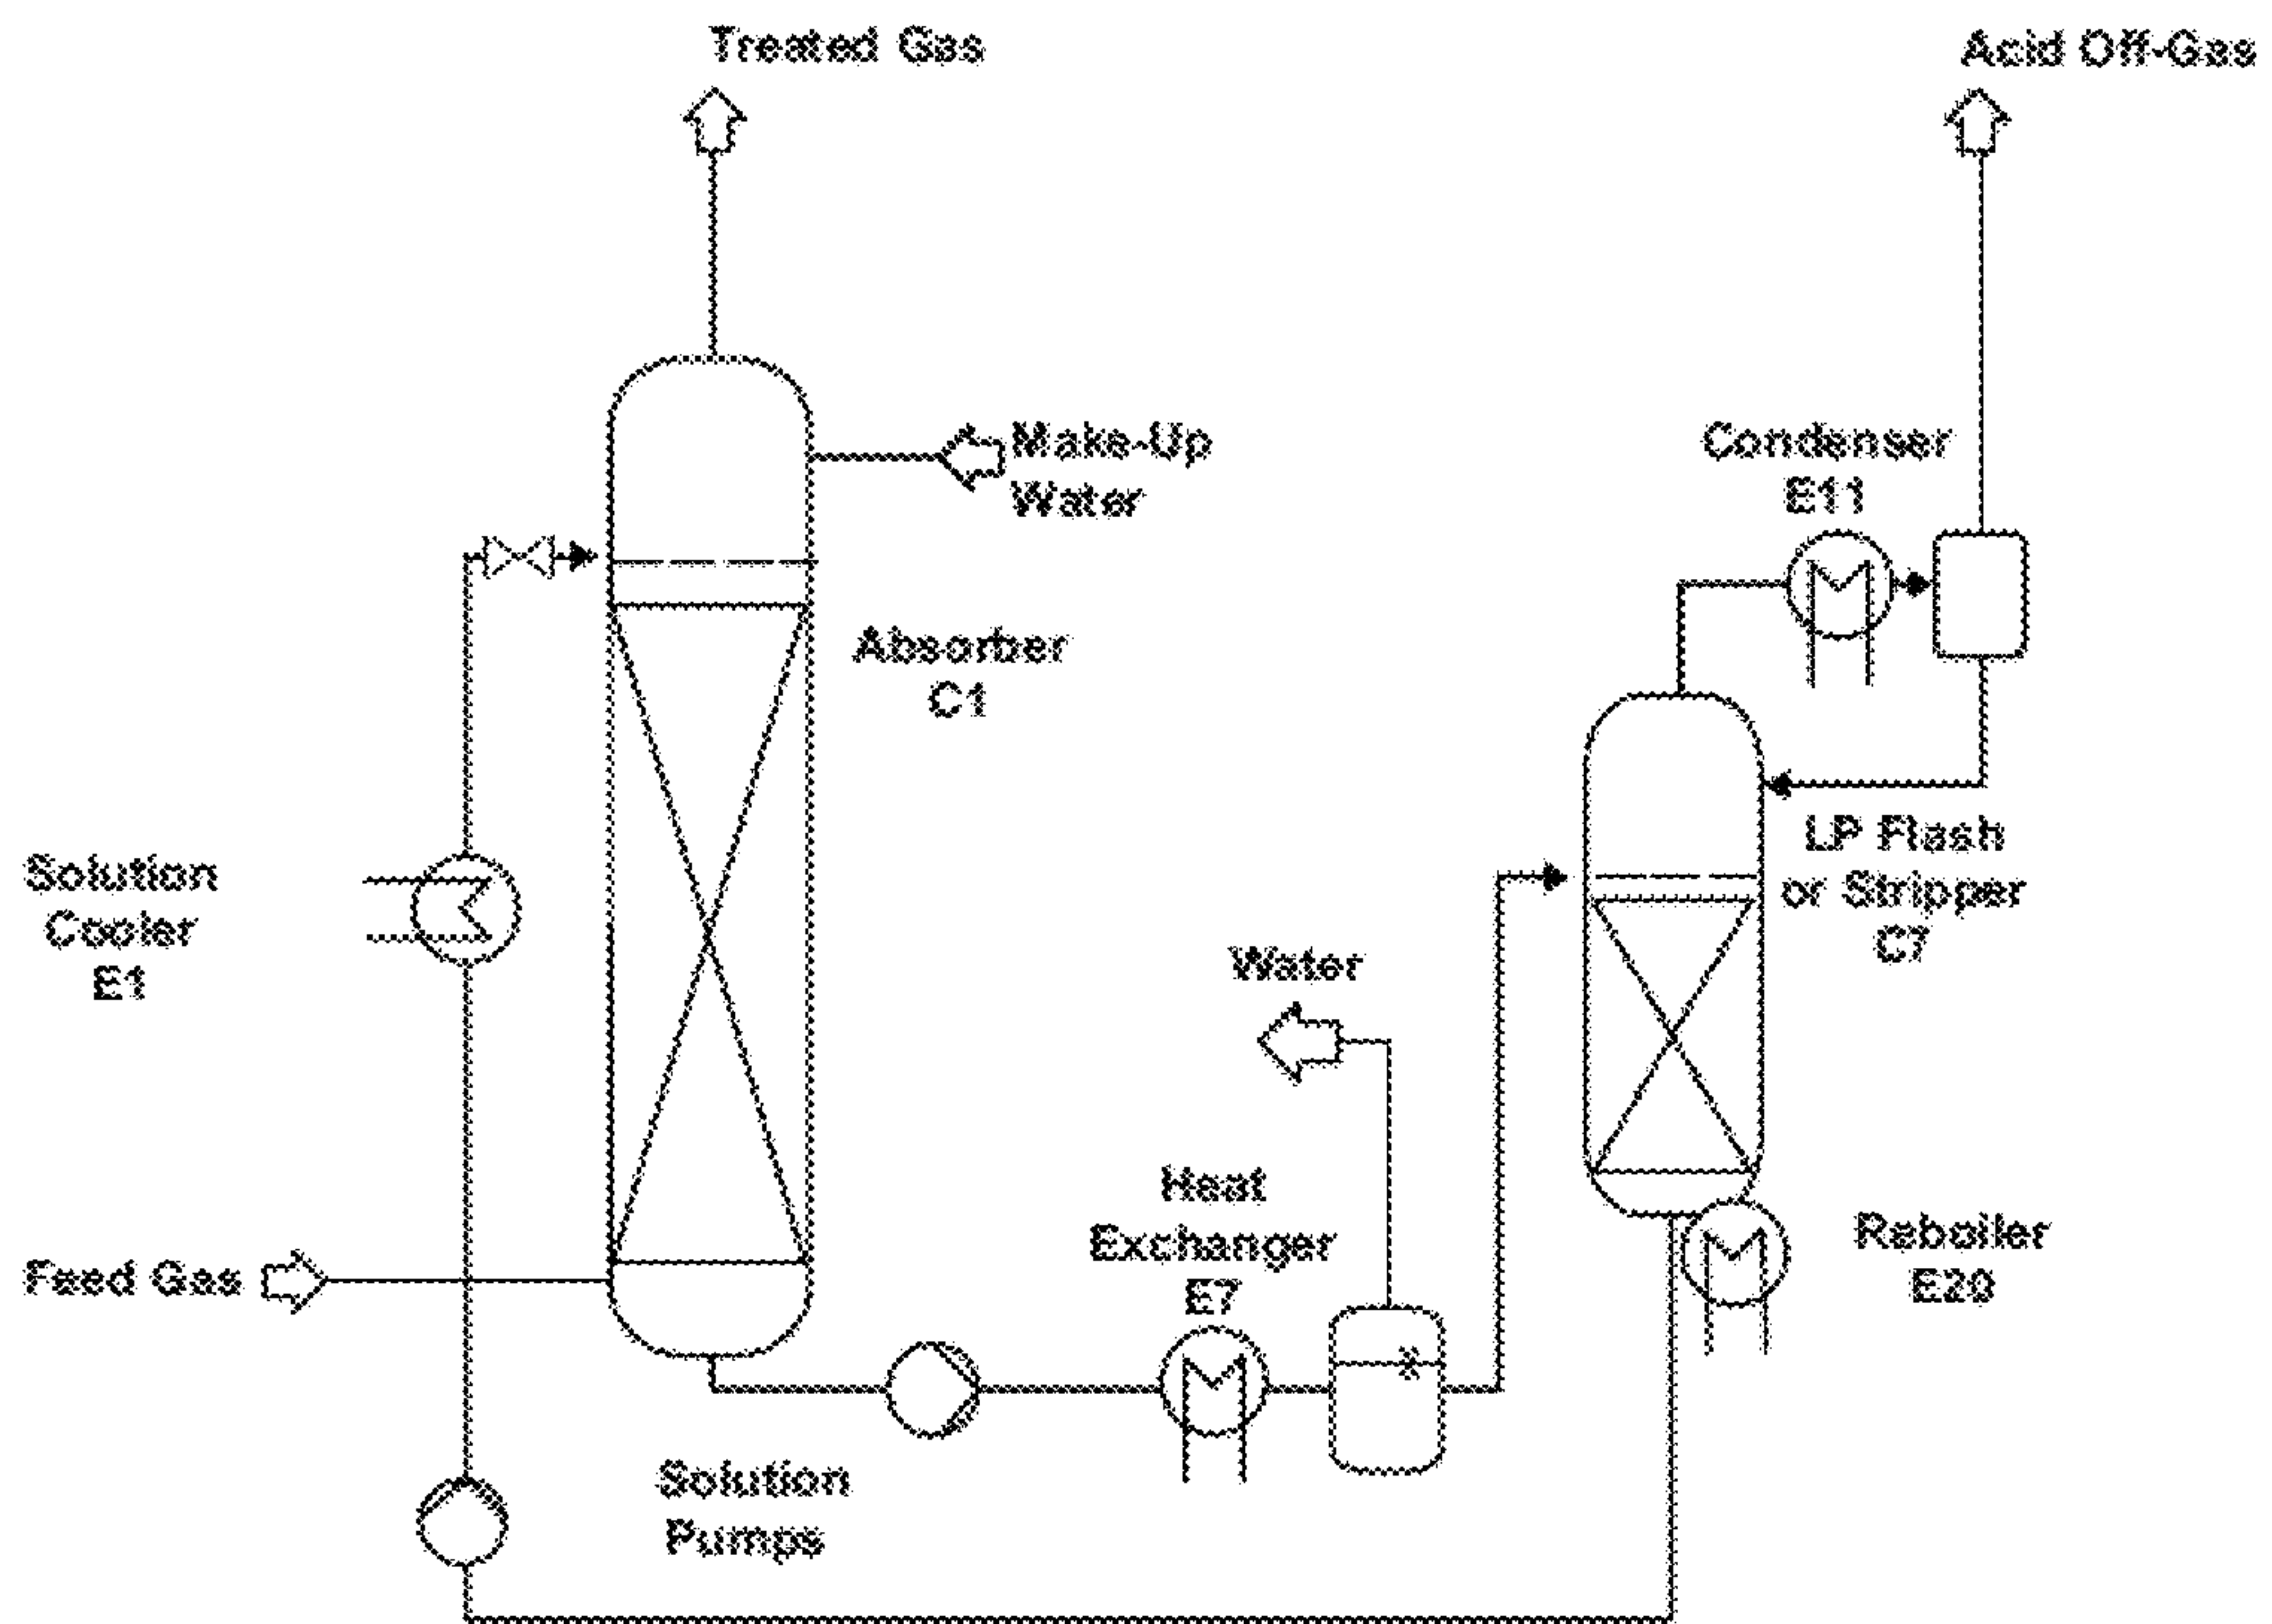 Treated Gas
Acid Off-Gas
Make-Up
Water
Condenser
E11
Absorber
C1
LP Flash
or Stripper
C7
Solution
Cooler
E1
Water
Heat
Exchanger
E7
Reboiler
E20
Feed Gas
Solution
Pumps